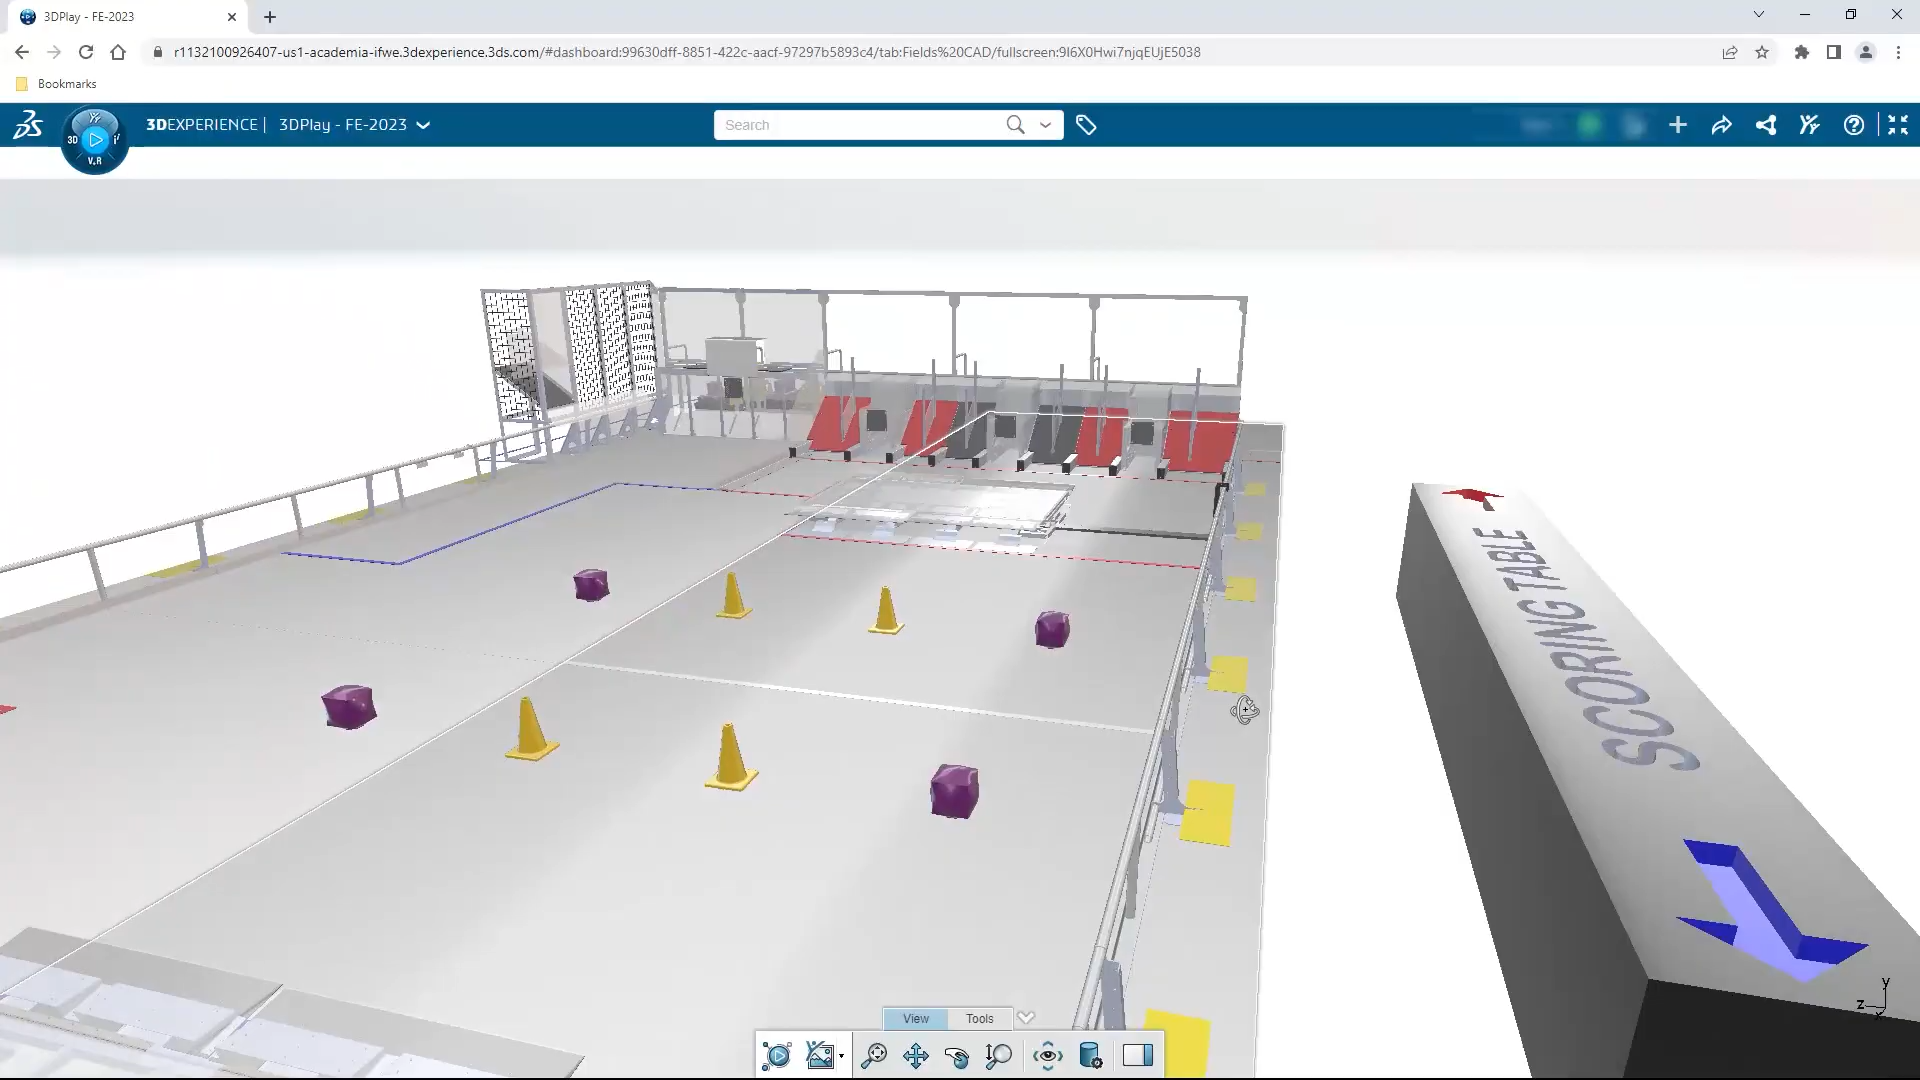 3DPlay - FE-2023
r1132100926407-us1-academia-ifwe.3dexperience.3ds.com/#dashboard:99630dff-8851-422c-aacf-97297b5893c4/tab:Fields%20CAD/fullscreen:9I6X0Hwi7njqEUjE5038
Bookmarks
3DEXPERIENCE | 3DPlay - FE-2023
Search
3D
V.R
SCORING TABLE
View
Tools
y
z
x